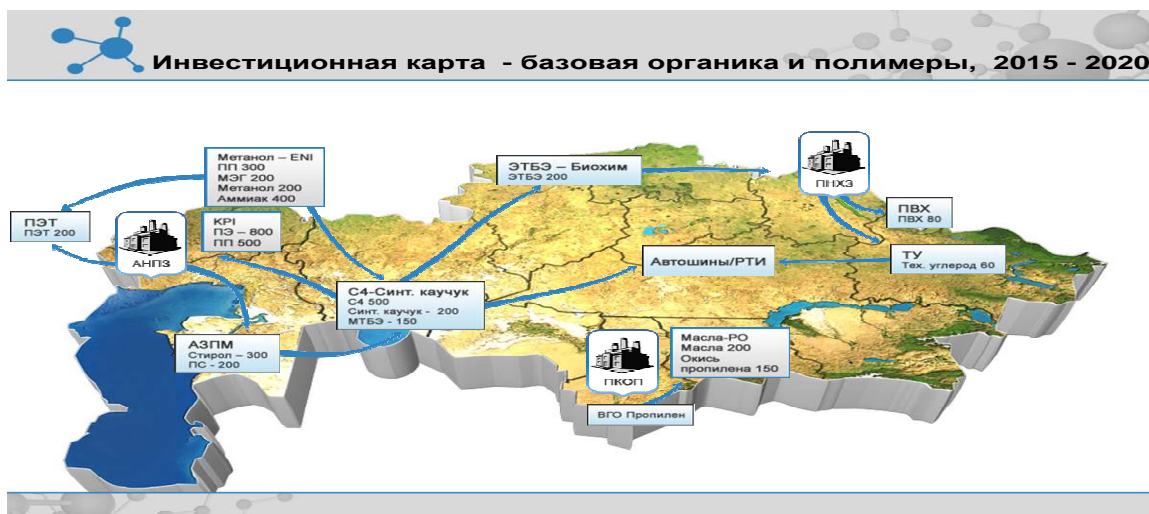 Инвестиционная карта - базовая органика и полимеры, 2015 - 2020
Метанол – ENI
ПП 300
МЭГ 200
Метанол 200
Аммиак 400
ЭТБЭ – Биохим
ЭТБЭ 200
ПНХЗ
ПЭТ
ПЭТ 200
АНПЗ
KPI
ПЭ – 800
ПП 500
ПВХ
ПВХ 80
Автошины/РТИ
ТУ
Тех. углерод 60
С4-Синт. каучук
С4 500
Синт. каучук - 200
МТБЭ - 150
АЗПМ
Стирол – 300
ПС - 200
ПКОП
Масла-РО
Масла 200
Окись
пропилена 150
ВГО Пропилен